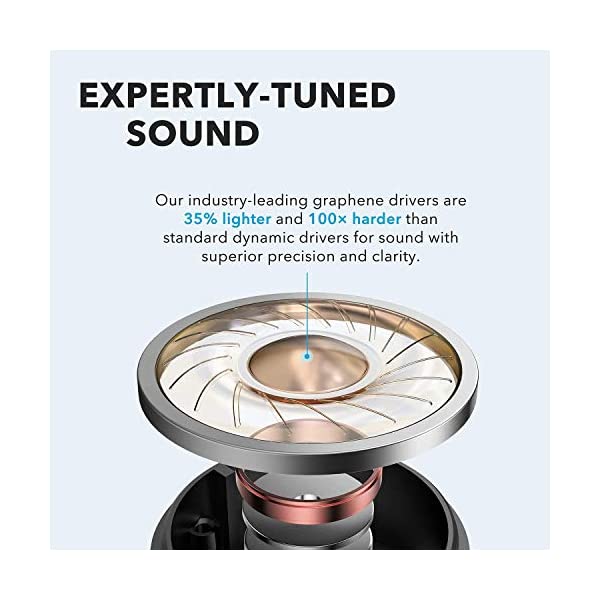 EXPERTLY-TUNED
SOUND
Our industry-leading graphene drivers are
35% lighter and 100× harder than
standard dynamic drivers for sound with
superior precision and clarity.